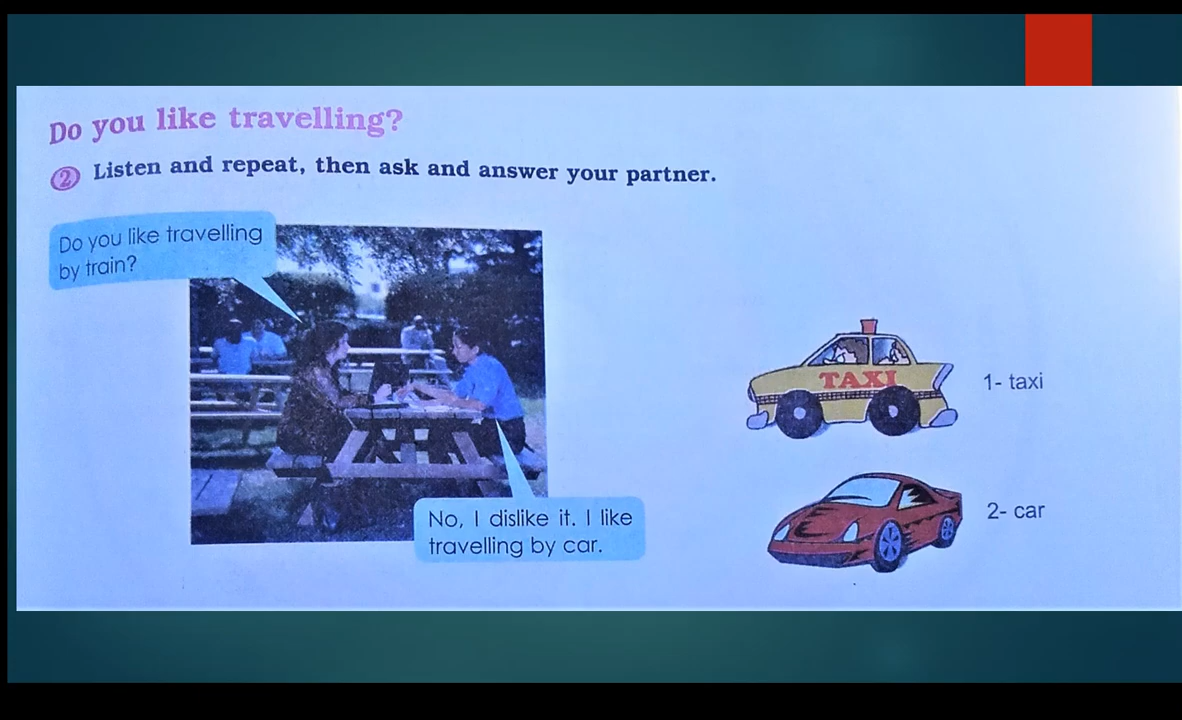 Do you like travelling?
2 Listen and repeat, then ask and answer your partner.
Do you like travelling
by train?
No, I dislike it. I like
travelling by car.
TAXI
1- taxi
2- car